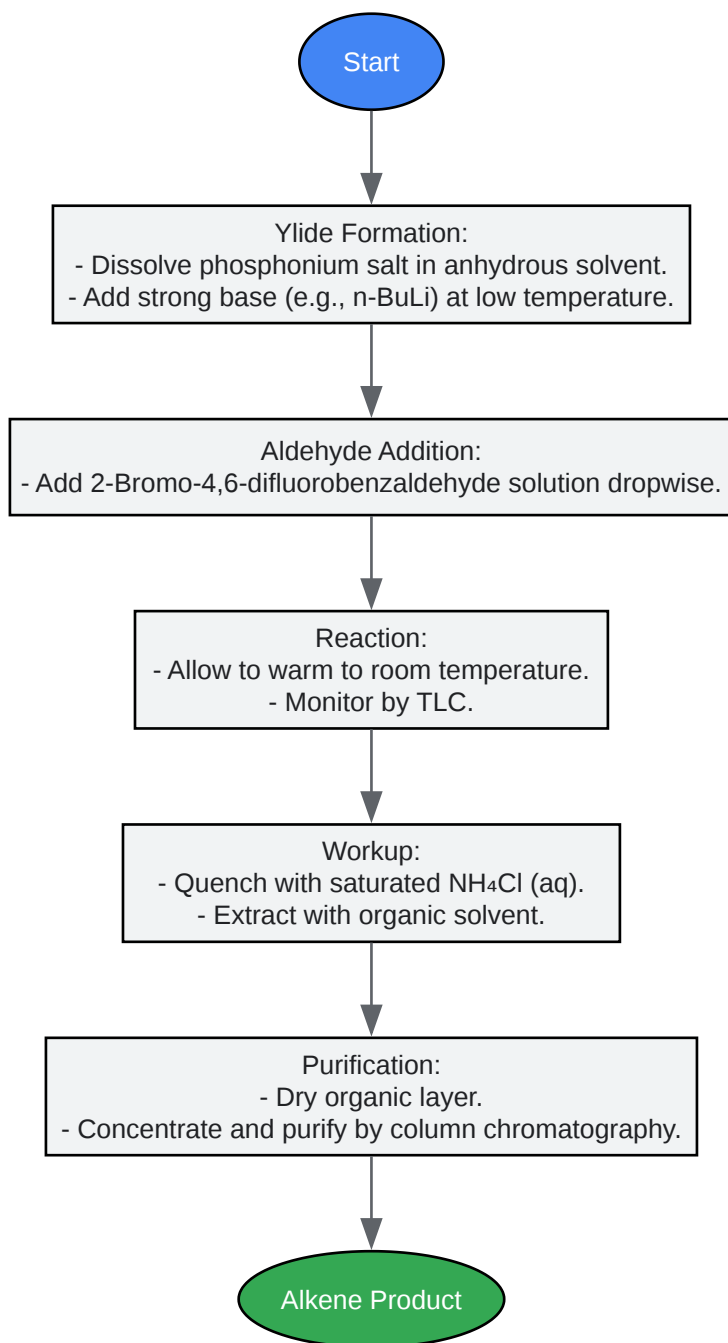 Start
Ylide Formation:
- Dissolve phosphonium salt in anhydrous solvent.
- Add strong base (e.g., n-BuLi) at low temperature.
Aldehyde Addition:
- Add 2-Bromo-4,6-difluorobenzaldehyde solution dropwise.
Reaction:
- Allow to warm to room temperature.
- Monitor by TLC.
Workup:
- Quench with saturated NH₄Cl (aq).
- Extract with organic solvent.
Purification:
- Dry organic layer.
- Concentrate and purify by column chromatography.
Alkene Product